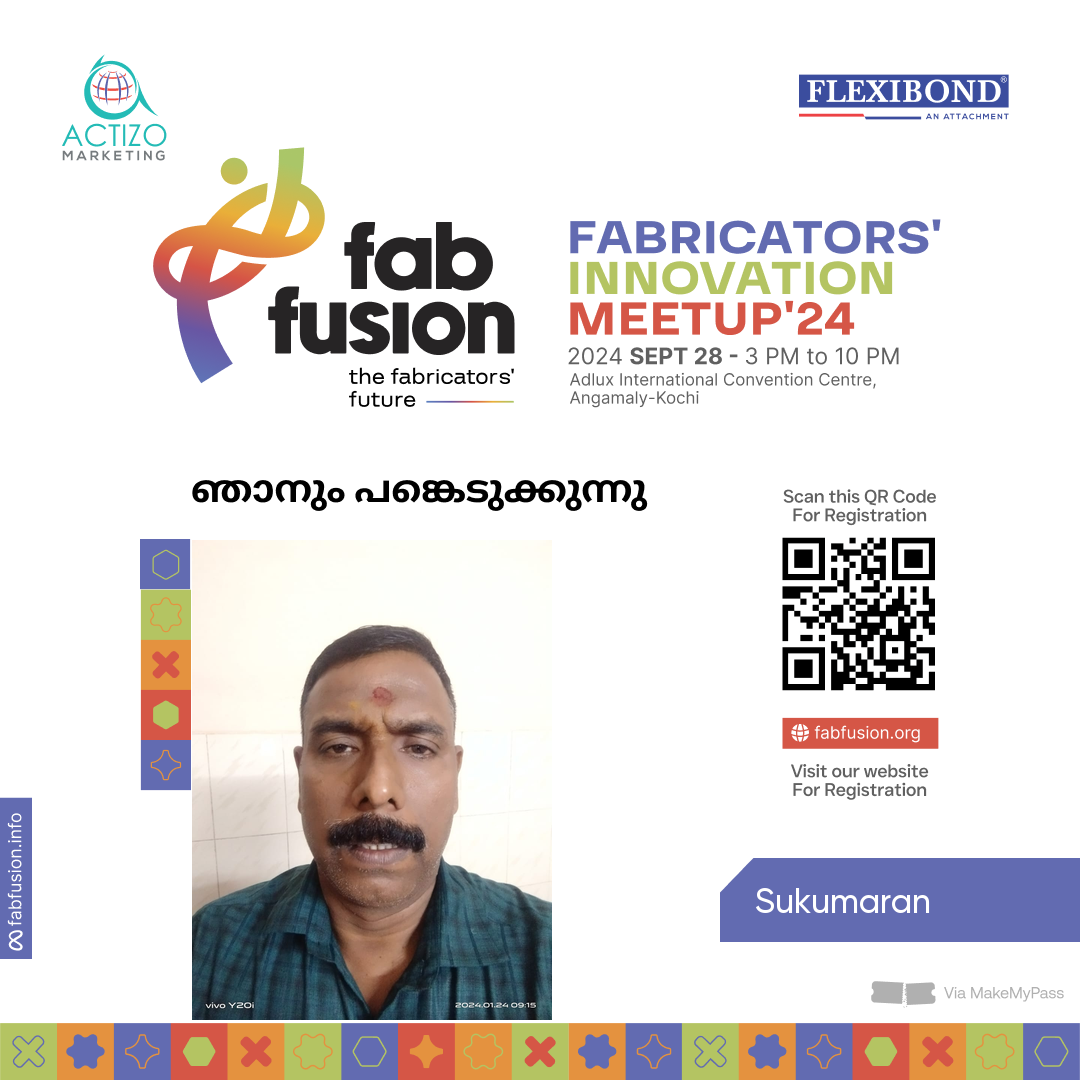 ACTIZO
MARKETING
FLEXIBOND®
AN ATTACHMENT
fab
fusion
the fabricators'
future
FABRICATORS'
INNOVATION
MEETUP'24
2024 SEPT 28 - 3 PM to 10 PM
Adlux International Convention Centre,
Angamaly-Kochi
ഞാനും പങ്കെടുക്കുന്നു
Scan this QR Code
For Registration
fabfusion.org
Visit our website
For Registration
fabfusion.info
Sukumaran
vivo Y20i
2024.01.24 09:15
Via MakeMyPass